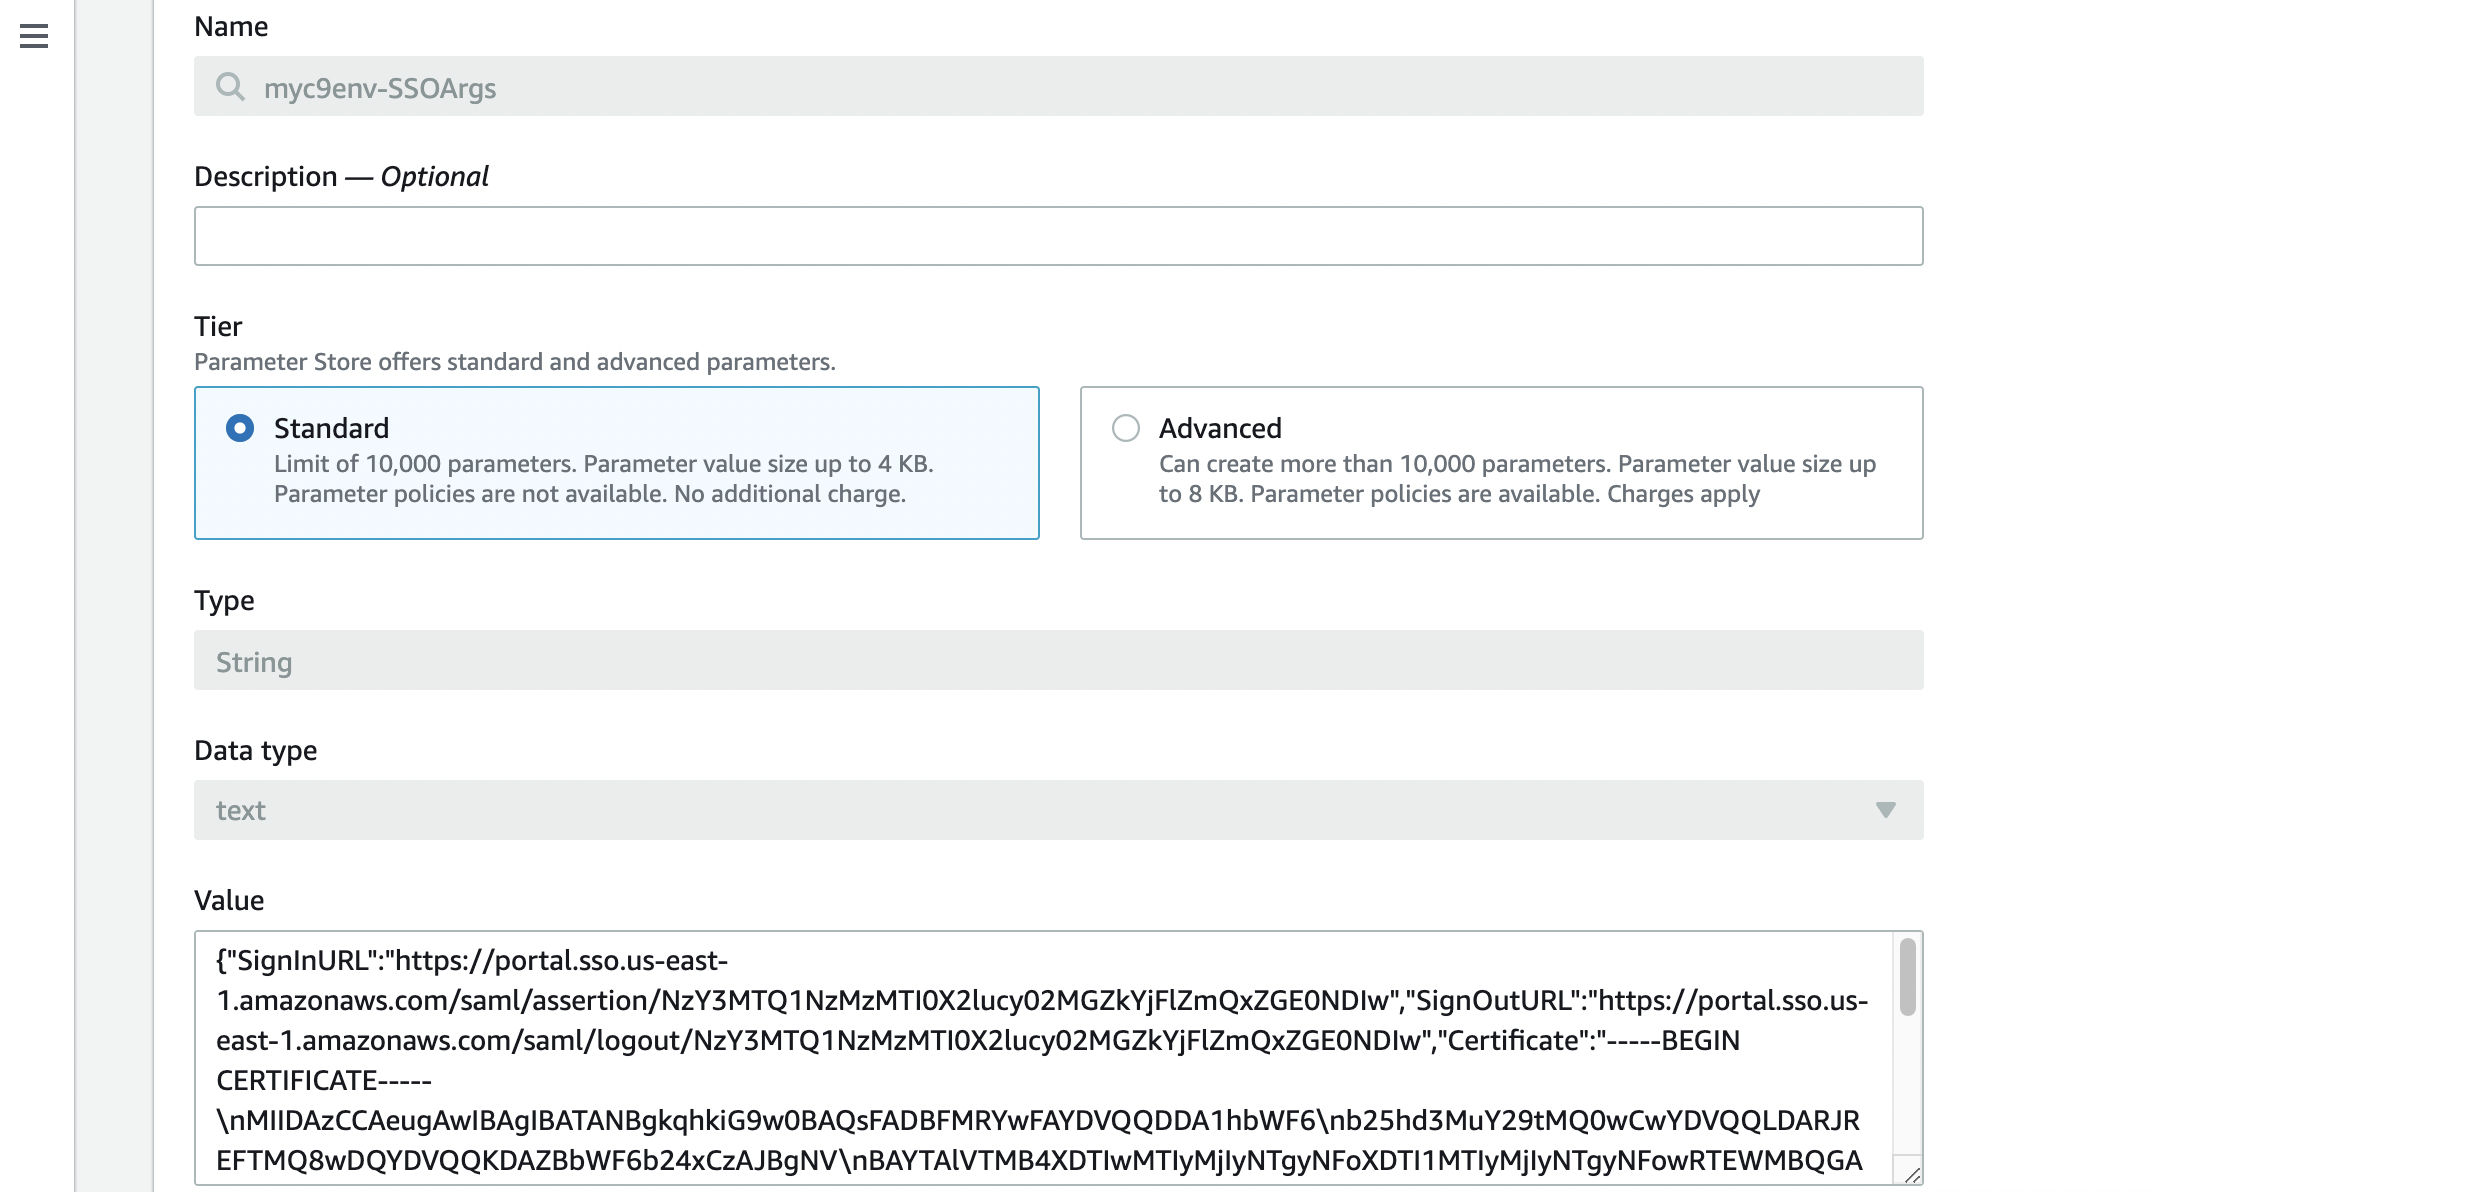 Name
myc9env-SSOArgs
Description — Optional
Tier
Parameter Store offers standard and advanced parameters.
Standard
Limit of 10,000 parameters. Parameter value size up to 4 KB.
Parameter policies are not available. No additional charge.
Advanced
Can create more than 10,000 parameters. Parameter value size up
to 8 KB. Parameter policies are available. Charges apply
Type
String
Data type
text
Value
{"SignInURL":"https://portal.sso.us-east-
1.amazonaws.com/saml/assertion/NzY3MTQ1NzMzMTI0X2lucy02MGZkYjFlZmQxZGE0NDIw","SignOutURL":"https://portal.sso.us-
east-1.amazonaws.com/saml/logout/NzY3MTQ1NzMzMTI0X2lucy02MGZkYjFlZmQxZGE0NDIw","Certificate":"-----BEGIN
CERTIFICATE-----
\nMIIDAzCCAeugAwIBAgIBATANBgkqhkiG9w0BAQsFADBFMRYwFAYDVQQDDA1hbWF6\nb25hd3MuY29tMQ0wCwYDVQQLDARJR
EFTMQ8wDQYDVQQKDAZBbWF6b24xCzAJBgNV\nBAYTAlVTMB4XDTIwMTIyMjIyNTgyNFoXDTI1MTIyMjIyNTgyNFowRTEWMBQGA